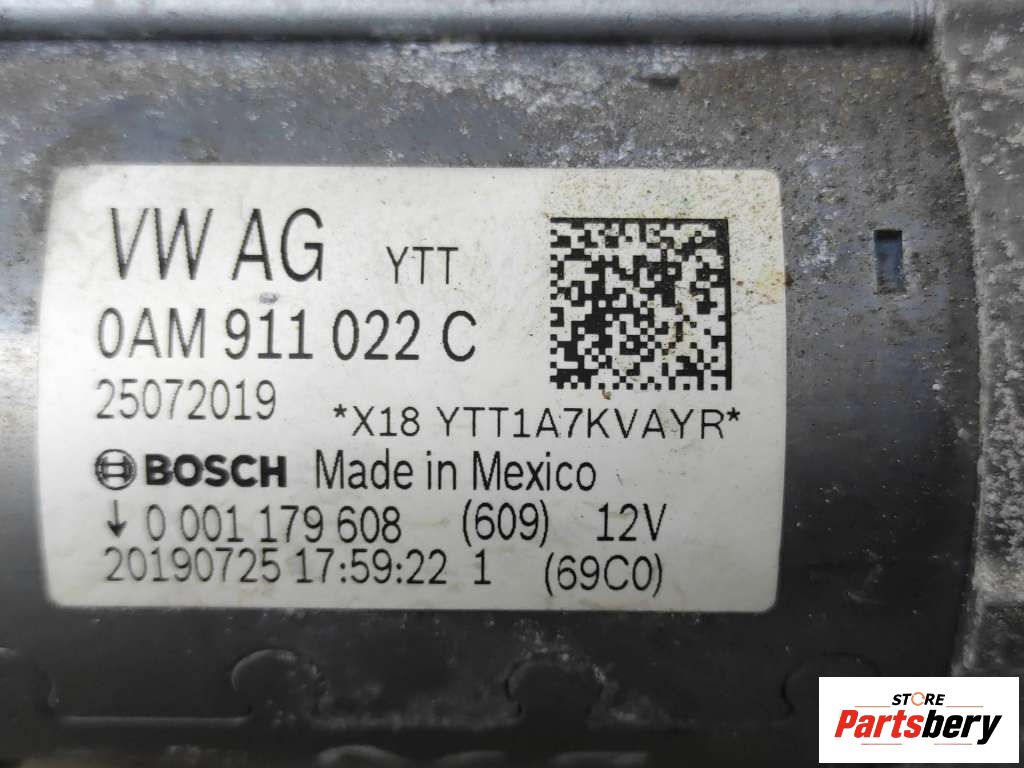 VW AG YTT
0AM 911 022 C
25072019 *X18 YTT1A7KVAYR*
BOSCH Made in Mexico
↓ 0 001 179 608 (609) 12V
20190725 17:59:22 1 (69C0)
STORE
Partsbery